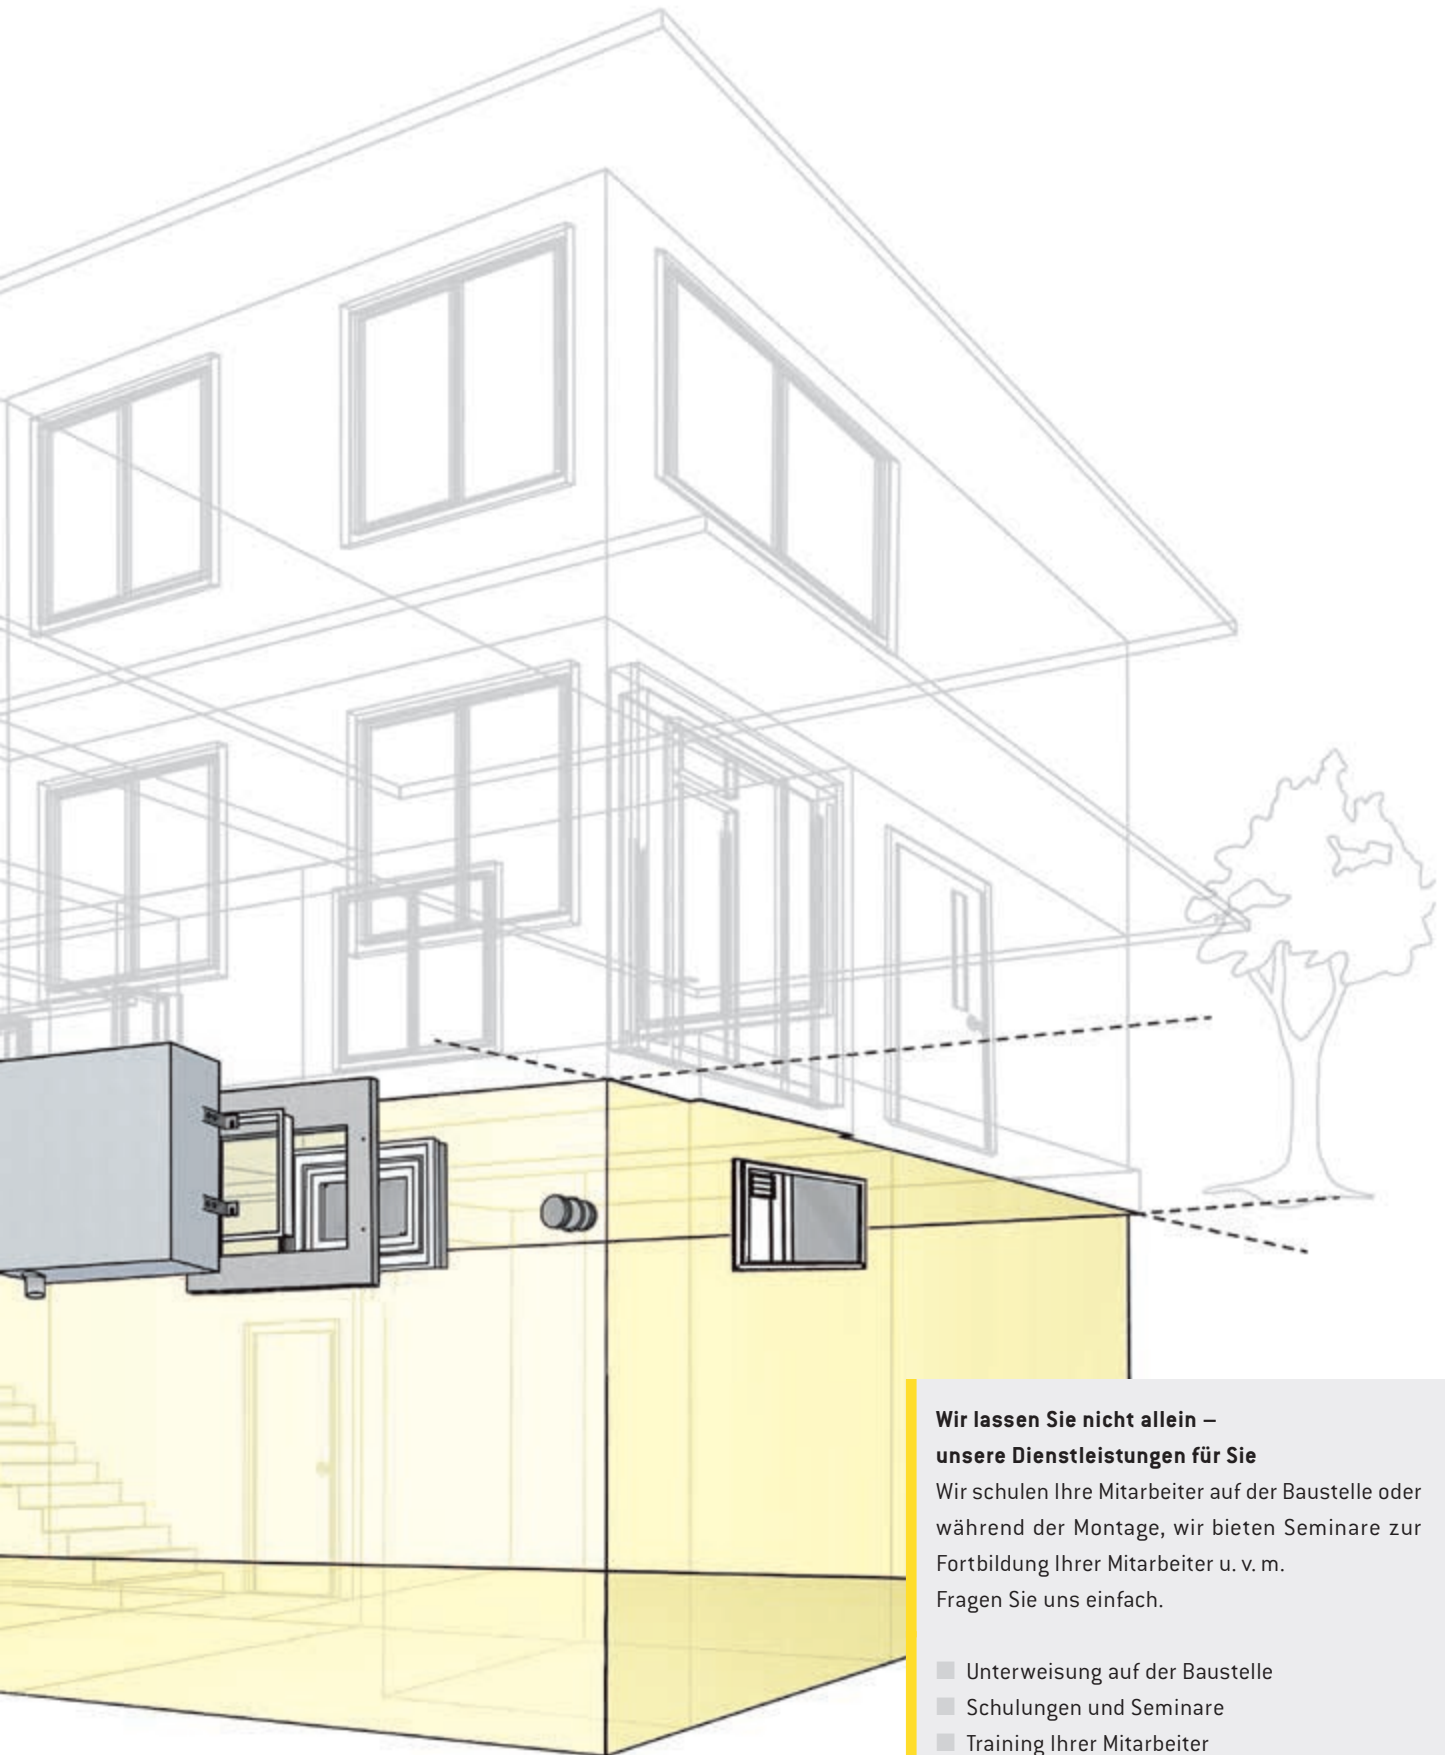 Wir lassen Sie nicht allein –
unsere Dienstleistungen für Sie
Wir schulen Ihre Mitarbeiter auf der Baustelle oder
während der Montage, wir bieten Seminare zur
Fortbildung Ihrer Mitarbeiter u. v. m.
Fragen Sie uns einfach.
Unterweisung auf der Baustelle
Schulungen und Seminare
Training Ihrer Mitarbeiter